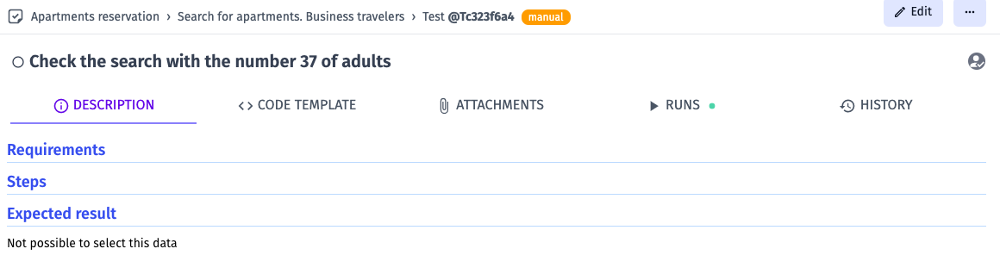 Apartments reservation › Search for apartments. Business travelers › Test @Tc323f6a4 manual
Edit ...
Check the search with the number 37 of adults
DESCRIPTION <> CODE TEMPLATE ATTACHMENTS RUNS HISTORY
Requirements
Steps
Expected result
Not possible to select this data